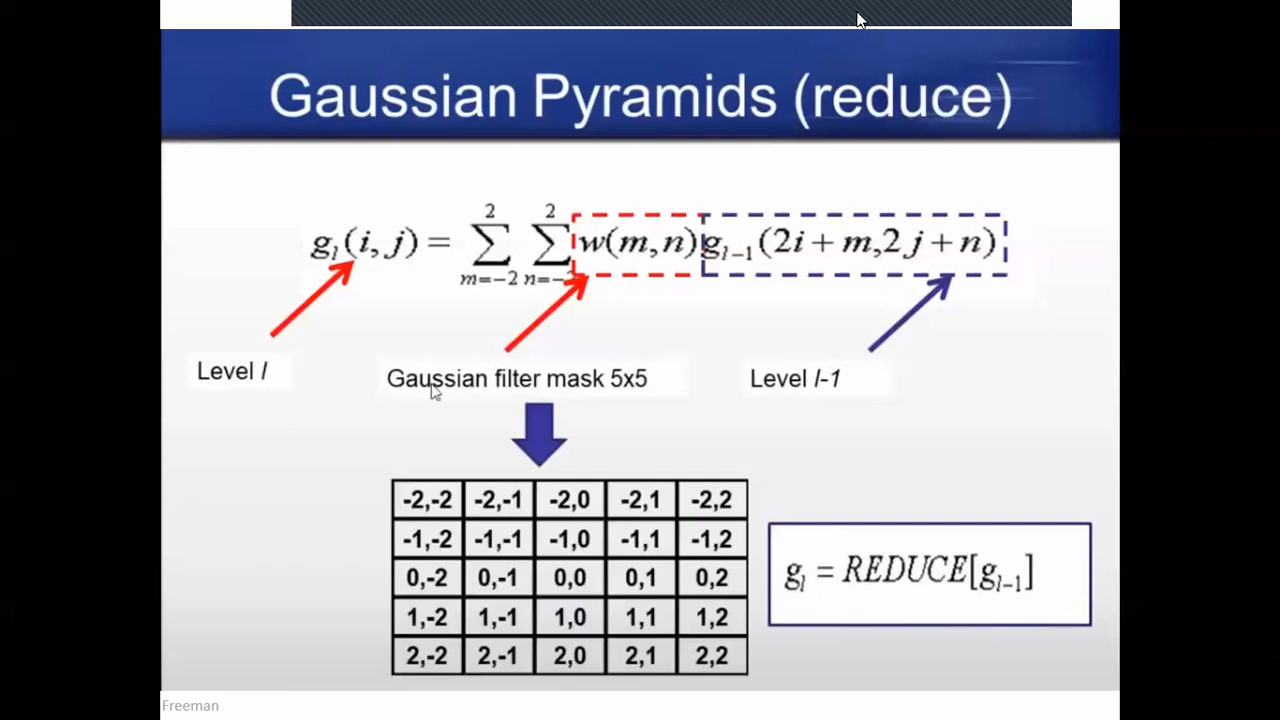 Gaussian Pyramids (reduce)
g_l(i, j) = ∑_{m=-2}^{2} ∑_{n=-2}^{2} w(m, n) g_{l-1}(2i + m, 2 j + n)
Level l
Gaussian filter mask 5x5
Level l-1
-2,-2 -2,-1 -2,0 -2,1 -2,2
-1,-2 -1,-1 -1,0 -1,1 -1,2
0,-2 0,-1 0,0 0,1 0,2
1,-2 1,-1 1,0 1,1 1,2
2,-2 2,-1 2,0 2,1 2,2
g_l = REDUCE[g_{l-1}]
Freeman